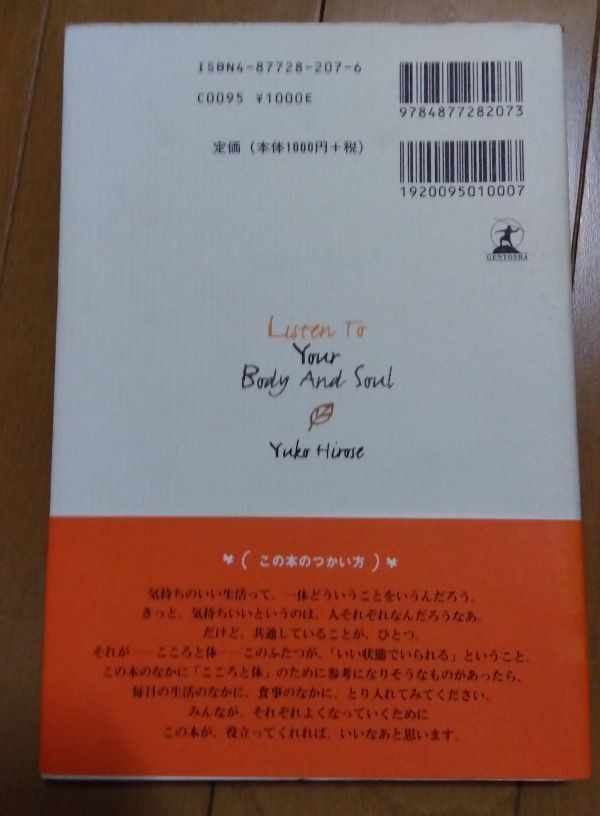 ISBN4-87728-207-6
C0095 ¥1000E
定価（本体1000円＋税）
9784877282073
1920095010007
GENTOSHA
Listen To
Your
Body And Soul
Yuko Hirose
（この本のつかい方）
気持ちのいい生活って、一体どういうことをいうんだろう。
きっと、気持ちいいというのは、人それぞれなんだろうなあ。
だけど、共通していることが、ひとつ。
それが──こころと体──このふたつが、「いい状態でいられる」ということ。
この本のなかに「こころと体」のために参考になりそうなものがあったら、
毎日の生活のなかに、食事のなかに、とり入れてみてください。
みんなが、それぞれよくなっていくために
この本が、役立ってくれれば、いいなあと思います。